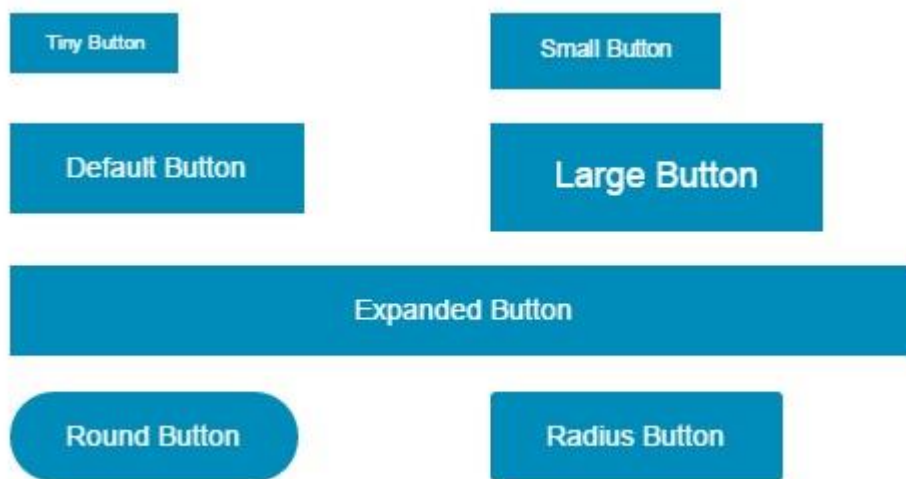 Tiny Button
Small Button
Default Button
Large Button
Expanded Button
Round Button
Radius Button